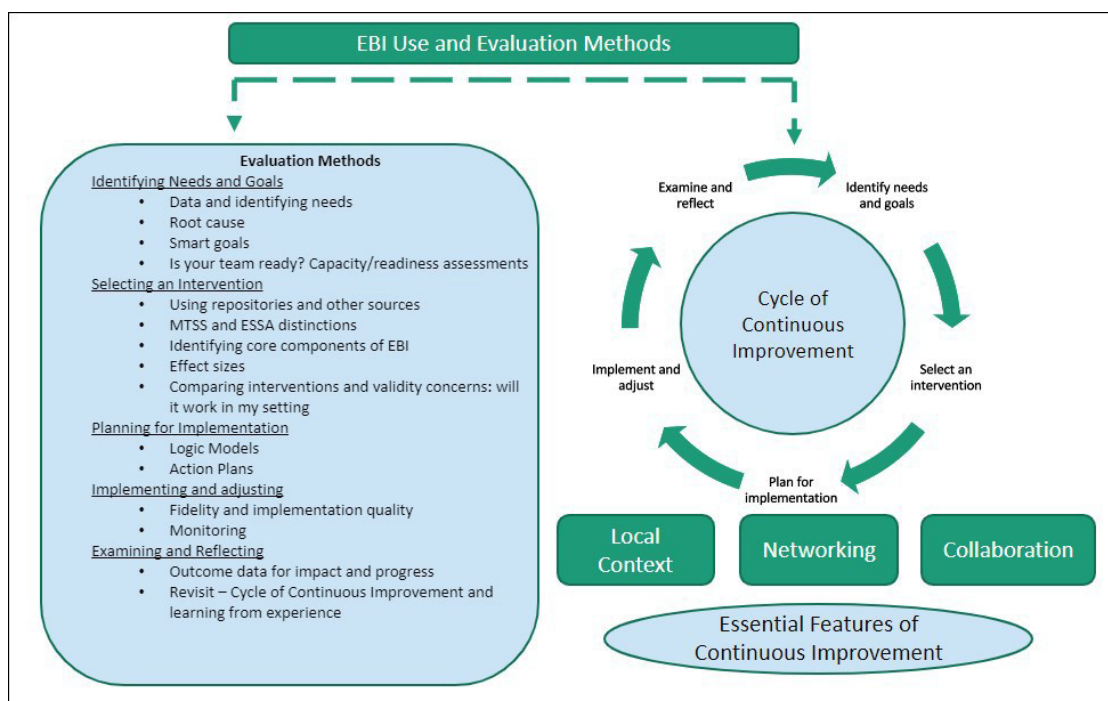 EBI Use and Evaluation Methods
Evaluation Methods
Identifying Needs and Goals
• Data and identifying needs
• Root cause
• Smart goals
• Is your team ready? Capacity/readiness assessments
Selecting an Intervention
• Using repositories and other sources
• MTSS and ESSA distinctions
• Identifying core components of EBI
• Effect sizes
• Comparing interventions and validity concerns: will
it work in my setting
Planning for Implementation
• Logic Models
• Action Plans
Implementing and adjusting
• Fidelity and implementation quality
• Monitoring
Examining and Reflecting
• Outcome data for impact and progress
• Revisit – Cycle of Continuous Improvement and
learning from experience
Examine and
reflect
Identify needs
and goals
Cycle of
Continuous
Improvement
Implement and
adjust
Select an
intervention
Plan for
implementation
Local
Context
Networking
Collaboration
Essential Features of
Continuous Improvement